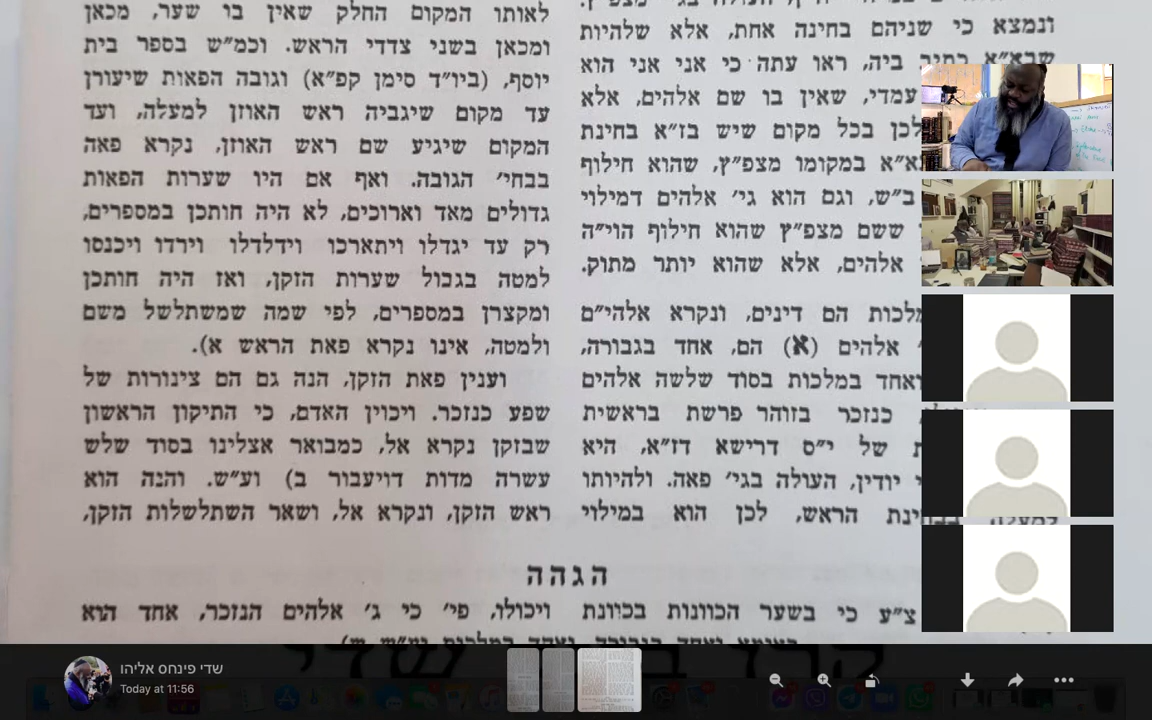 ונמצא כי שניהם בחינה אחת, אלא שלהיות
ביה, ראו עתה כי אני אני הוא
עמדי, שאין בו שם אלהים, אלא
לכן בכל מקום שיש בז״א בחינת
במקומו מצפ״ץ, שהוא חילוף
ב״ש, וגם הוא גי׳ אלהים דמילוי
ששם מצפ״ץ שהוא חילוף הוי״ה
אלהים, אלא שהוא יותר מתוק.
הם דינים, ונקרא אלהי״ם
אלהים (א) הם, אחד בגבורה,
ואחד במלכות בסוד שלשה אלהים
כנזכר בזוהר פרשת בראשית
של י״ס דרישא דז״א, היא
יודין, העולה בגי׳ פאה. ולהיותו
הראש, לכן הוא במילוי
לאותו המקום החלק שאין בו שער, מכאן
ומכאן בשני צדדי הראש. וכמ״ש בספר בית
יוסף, (ביו״ד סימן קפ״א) וגובה הפאות שיעורן
עד מקום שיגביה ראש האוזן למעלה, ועד
המקום שיגיע שם ראש האוזן, נקרא פאה
בבחי׳ הגובה. ואף אם היו שערות הפאות
גדולים מאד וארוכים, לא היה חותכן במספרים,
רק עד יגדלו ויתארכו וידלדלו וירדו ויכנסו
למטה בגבול שערות הזקן, ואז היה חותכן
ומקצרן במספרים, לפי שמה שמשתלשל משם
ולמטה, אינו נקרא פאת הראש א).
וענין פאת הזקן, הנה גם הם צינורות של
שפע כנזכר. ויכוין האדם, כי התיקון הראשון
שבזקן נקרא אל, כמבואר אצלינו בסוד שלש
עשרה מדות דויעבור ב) וע״ש. והנה הוא
ראש הזקן, ונקרא אל, ושאר השתלשלות הזקן,
הגהה
צ״ע כי בשער הכוונות בכוונת
ויכולו, פי׳ כי ג׳ אלהים הנזכר, אחד הוא
שדי פינחס אליהו
Today at 11:56